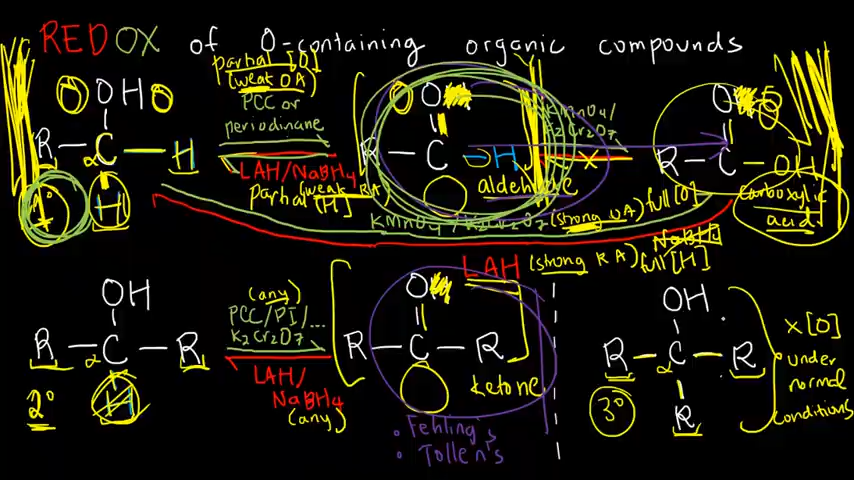 REDOX of O-containing organic compounds
partial [O]
(weak OA)
PCC or
periodinane
LAH/NaBH4
partial (weak RA)
[H]
OH
R - C - H
α
H
1°
O
C - H
aldehyde
KMnO4/
K2Cr2O7
X
O
R - C - OH
carboxylic
acid
KMnO4/K2Cr2O7 (strong OA) full [O]
LAH (strong RA) full [H]
NaBH4
OH
R - C - R
α
H
2°
(any)
PCC/PI/...
K2Cr2O7
LAH/
NaBH4
(any)
O
R - C - R
ketone
• Fehling's
• Tollen's
OH
R - C - R
α
R
3°
X [O]
under
normal
conditions